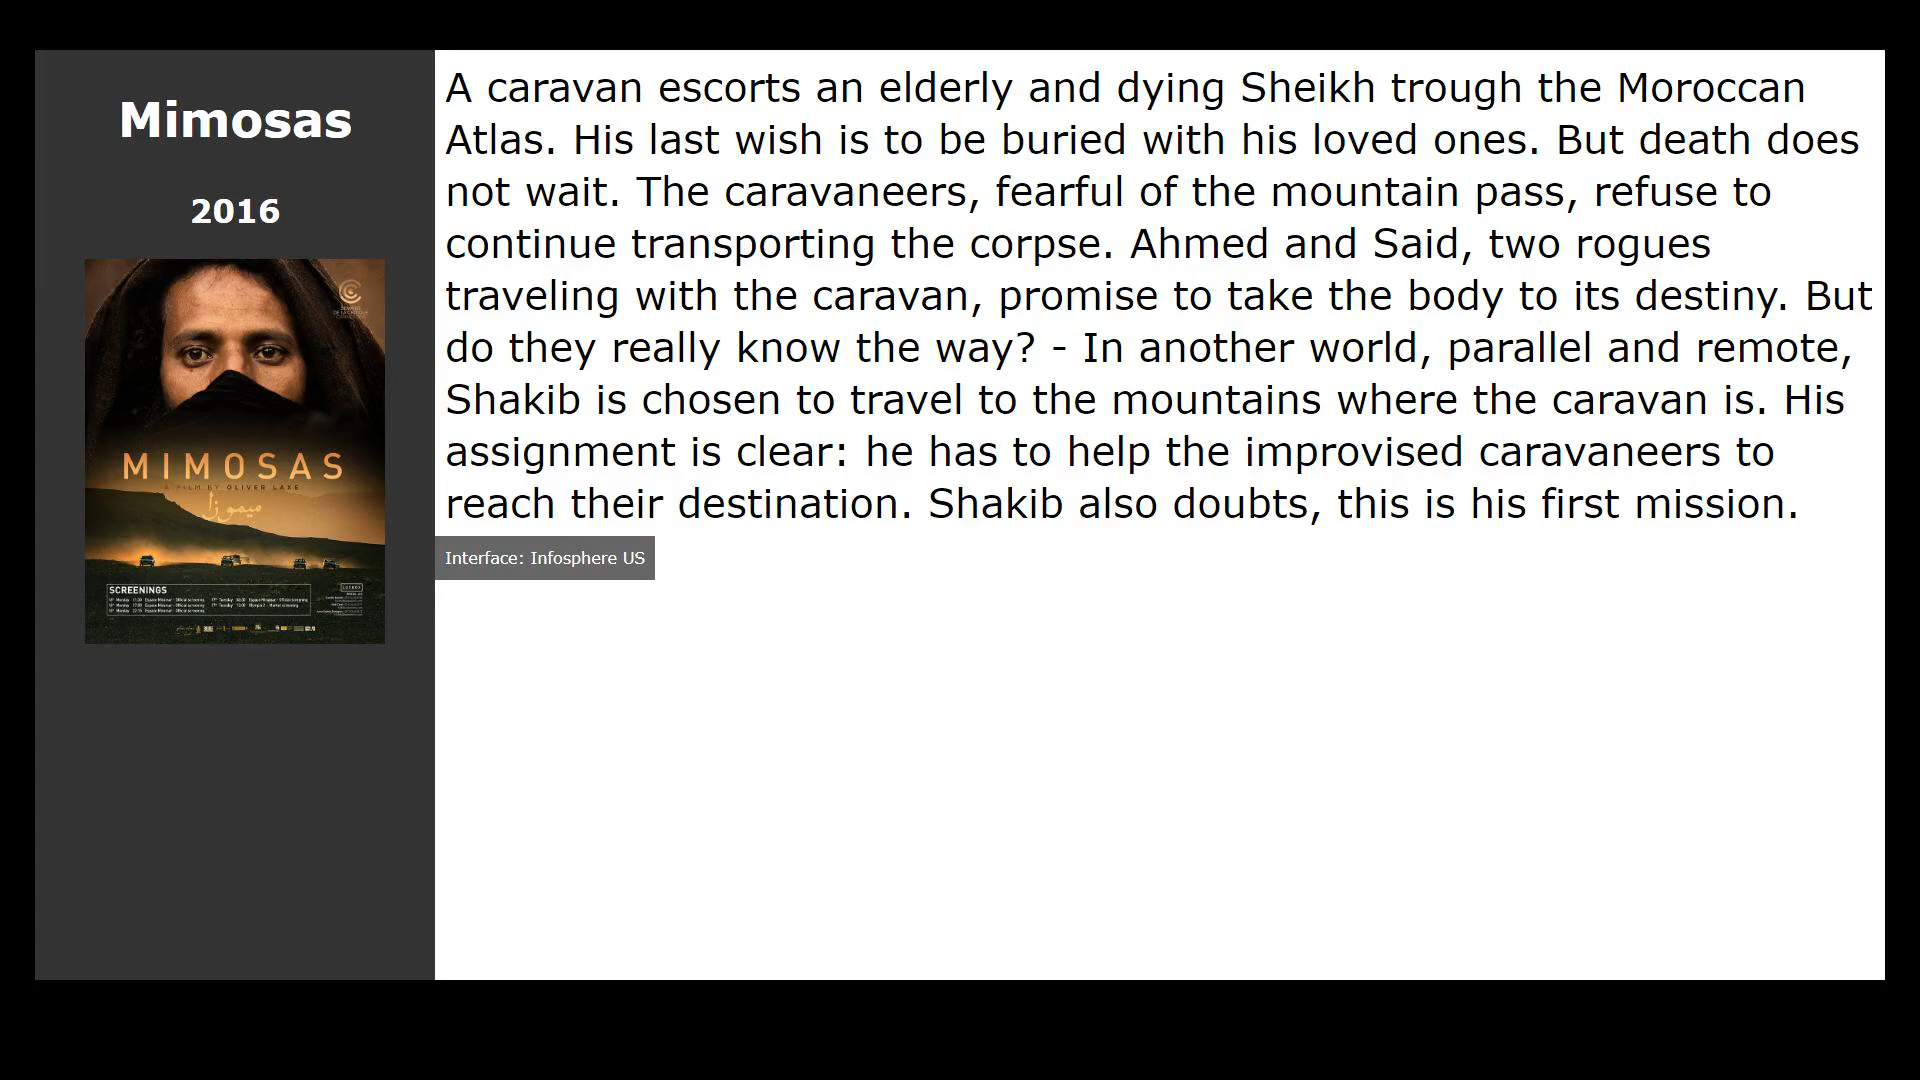 Mimosas
2016
MIMOSAS
A FILM BY OLIVER LAXE
ميموزا
SCREENINGS
A caravan escorts an elderly and dying Sheikh trough the Moroccan
Atlas. His last wish is to be buried with his loved ones. But death does
not wait. The caravaneers, fearful of the mountain pass, refuse to
continue transporting the corpse. Ahmed and Said, two rogues
traveling with the caravan, promise to take the body to its destiny. But
do they really know the way? - In another world, parallel and remote,
Shakib is chosen to travel to the mountains where the caravan is. His
assignment is clear: he has to help the improvised caravaneers to
reach their destination. Shakib also doubts, this is his first mission.
Interface: Infosphere US